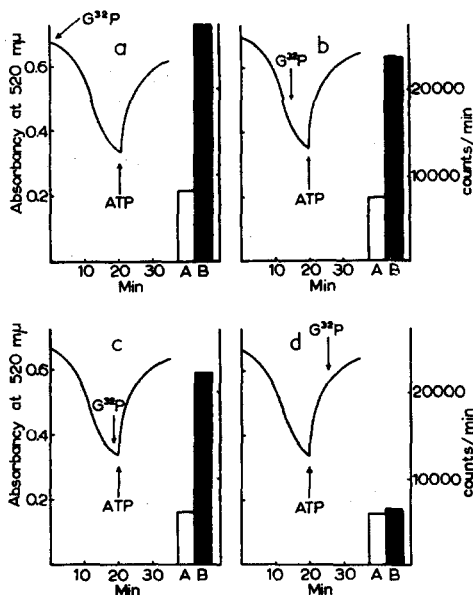 Absorbancy at 520 mμ
G³²P
a
0.6
0.4
0.2
ATP
10 20 30 A B
Min
b
G³²P
ATP
20000
10000
counts/min
10 20 30 A B
Min
Absorbancy at 520 mμ
c
0.6
G³²P
0.4
0.2
ATP
10 20 30 A B
Min
G³²P
d
ATP
20000
10000
counts/min
10 20 30 A B
Min